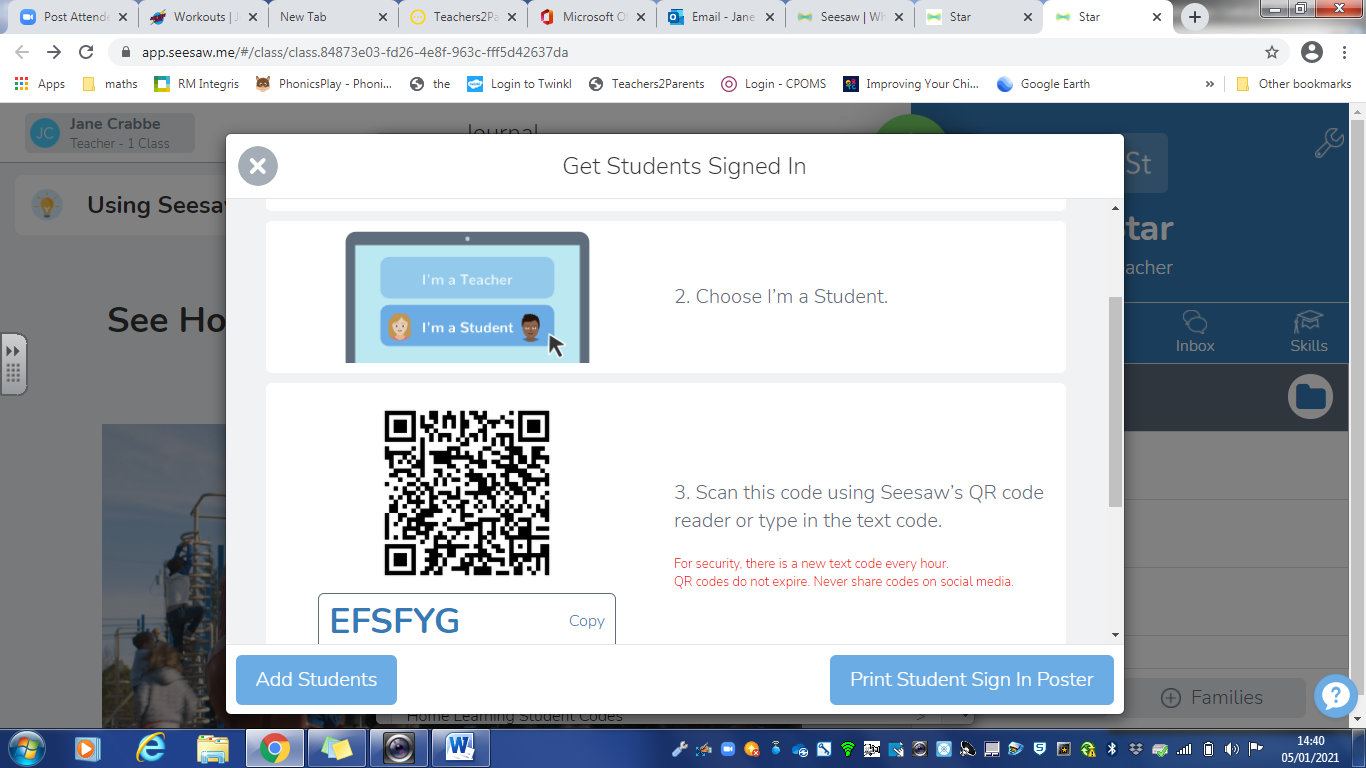 Post Attende
Workouts | J
New Tab
Teachers2Pa
Microsoft O
Email - Jane
Seesaw | Wh
Star
Star
app.seesaw.me/#/class/class.84873e03-fd26-4e8f-963c-fff5d42637da
Apps
maths
RM Integris
PhonicsPlay - Phoni...
the
Login to Twinkl
Teachers2Parents
Login - CPOMS
Improving Your Chi...
Google Earth
»
Other bookmarks
JC
Jane Crabbe
Teacher - 1 Class
Journal
St
Get Students Signed In
Using Seesaw
Star
acher
I'm a Teacher
I'm a Student
2. Choose I'm a Student.
See Ho
Inbox
Skills
3. Scan this code using Seesaw's QR code
reader or type in the text code.
For security, there is a new text code every hour.
QR codes do not expire. Never share codes on social media.
EFSFYG
Copy
Add Students
Print Student Sign In Poster
Families
Home Learning Student Codes
14:40
05/01/2021